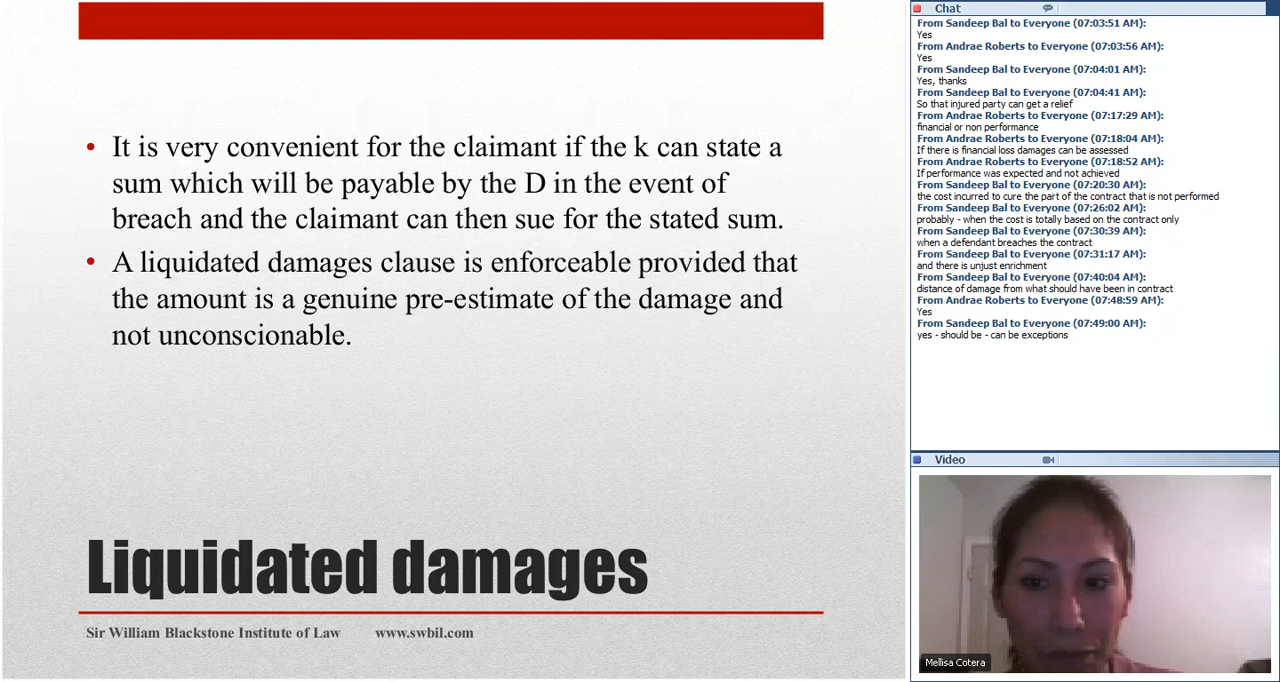 • It is very convenient for the claimant if the k can state a
sum which will be payable by the D in the event of
breach and the claimant can then sue for the stated sum.
• A liquidated damages clause is enforceable provided that
the amount is a genuine pre-estimate of the damage and
not unconscionable.
Liquidated damages
Sir William Blackstone Institute of Law www.swbil.com
Chat
From Sandeep Bal to Everyone (07:03:51 AM):
Yes
From Andrae Roberts to Everyone (07:03:56 AM):
Yes
From Sandeep Bal to Everyone (07:04:01 AM):
Yes, thanks
From Sandeep Bal to Everyone (07:04:41 AM):
So that injured party can get a relief
From Andrae Roberts to Everyone (07:17:29 AM):
financial or non performance
From Andrae Roberts to Everyone (07:18:04 AM):
If there is financial loss damages can be assessed
From Andrae Roberts to Everyone (07:18:52 AM):
If performance was expected and not achieved
From Sandeep Bal to Everyone (07:20:30 AM):
the cost incurred to cure the part of the contract that is not performed
From Sandeep Bal to Everyone (07:26:02 AM):
probably - when the cost is totally based on the contract only
From Sandeep Bal to Everyone (07:30:39 AM):
when a defendant breaches the contract
From Sandeep Bal to Everyone (07:31:17 AM):
and there is unjust enrichment
From Sandeep Bal to Everyone (07:40:04 AM):
distance of damage from what should have been in contract
From Andrae Roberts to Everyone (07:48:59 AM):
Yes
From Sandeep Bal to Everyone (07:49:00 AM):
yes - should be - can be exceptions
Video
Mellisa Cotera